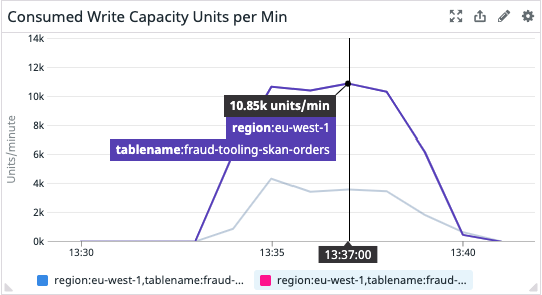 Consumed Write Capacity Units per Min
Units/minute
14k
12k
10k
8k
6k
4k
2k
0k
10.85k units/min
region:eu-west-1
tablename:fraud-tooling-skan-orders
13:30
13:35
13:37:00
13:40
region:eu-west-1,tablename:fraud-...
region:eu-west-1,tablename:fraud-...